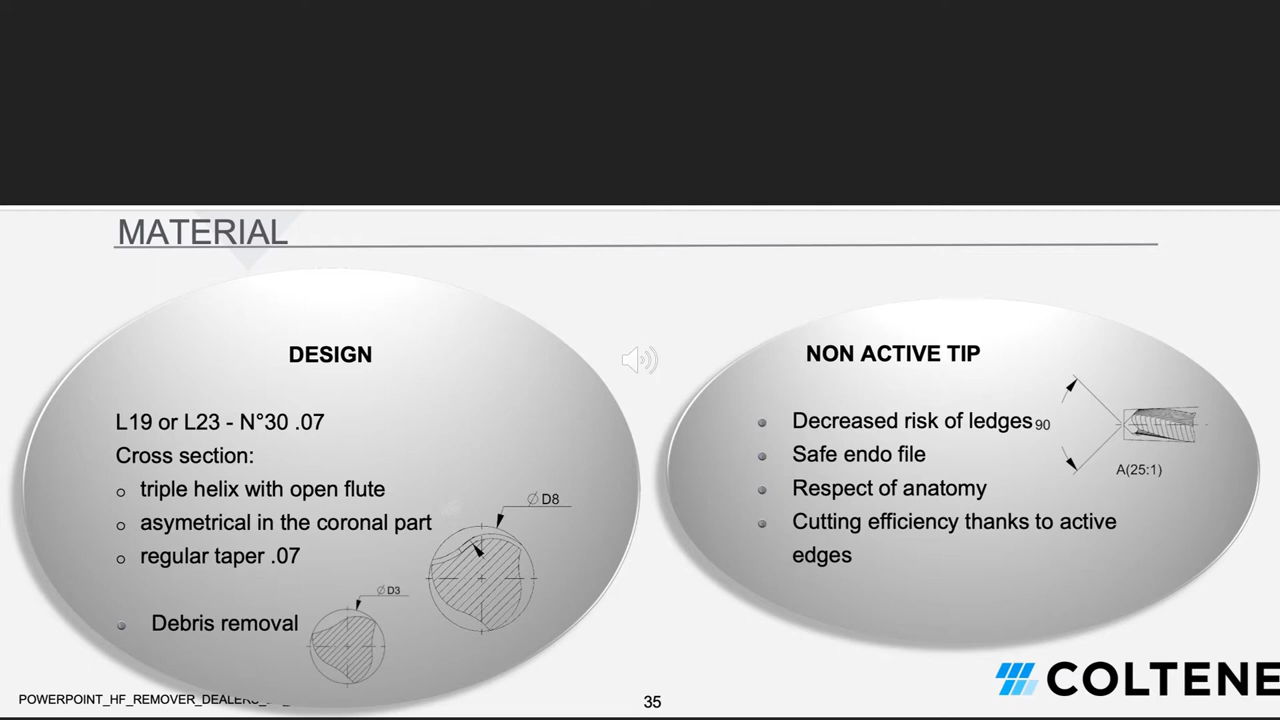 MATERIAL
DESIGN
L19 or L23 - N°30 .07
Cross section:
triple helix with open flute
asymetrical in the coronal part
regular taper .07
Debris removal
∅ D8
∅ D3
NON ACTIVE TIP
Decreased risk of ledges
Safe endo file
Respect of anatomy
Cutting efficiency thanks to active
edges
90
A(25:1)
POWERPOINT_HF_REMOVER_DEALERS_
35
COLTENE